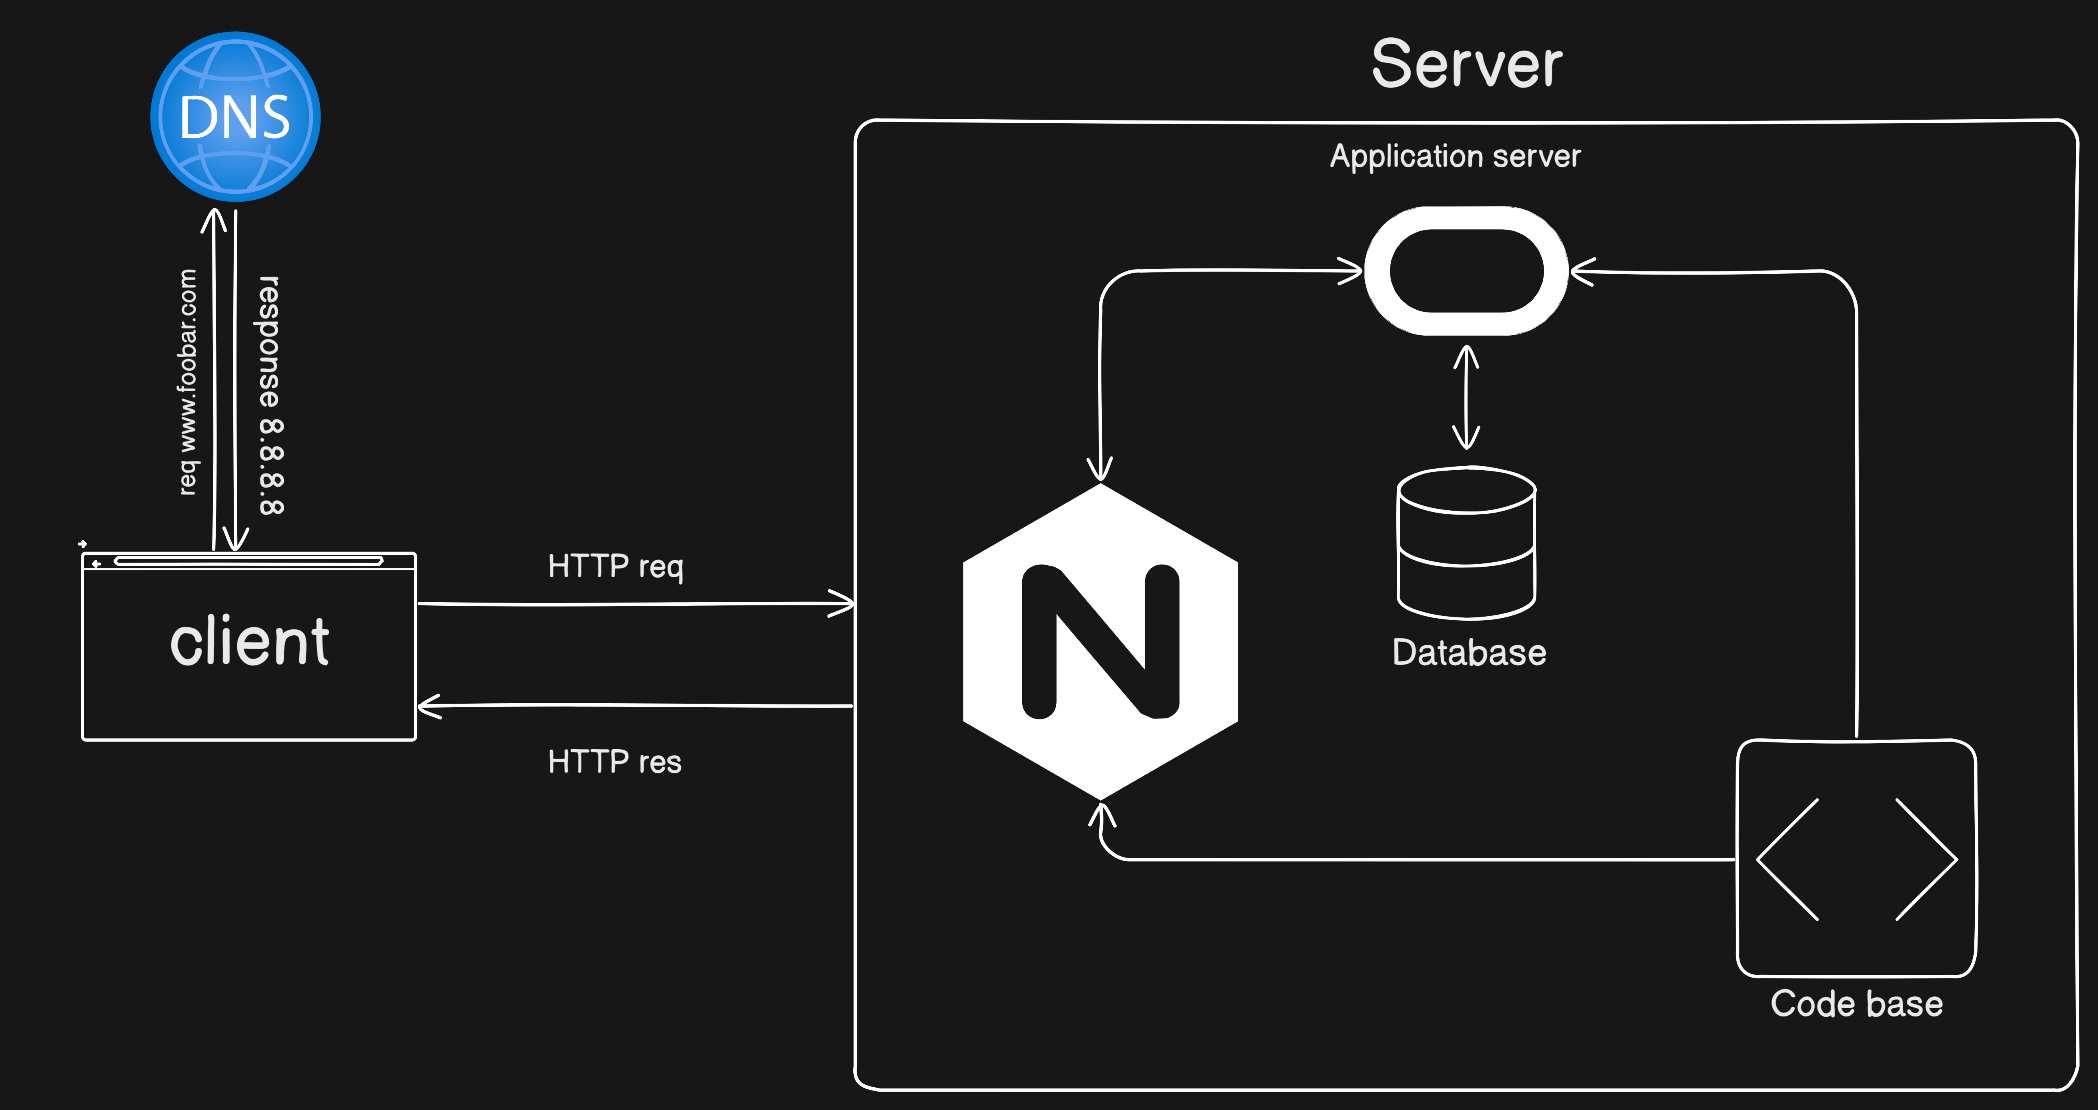 DNS
req www.foobar.com
response 8.8.8.8
client
HTTP req
HTTP res
Server
Application server
N
Database
Code base